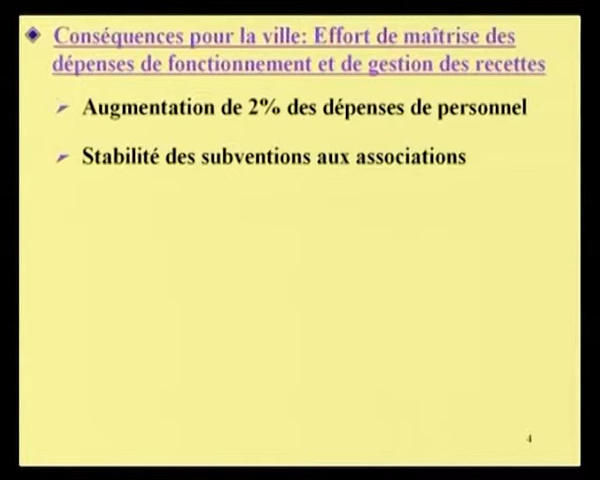 Conséquences pour la ville: Effort de maîtrise des
dépenses de fonctionnement et de gestion des recettes
Augmentation de 2% des dépenses de personnel
Stabilité des subventions aux associations
4